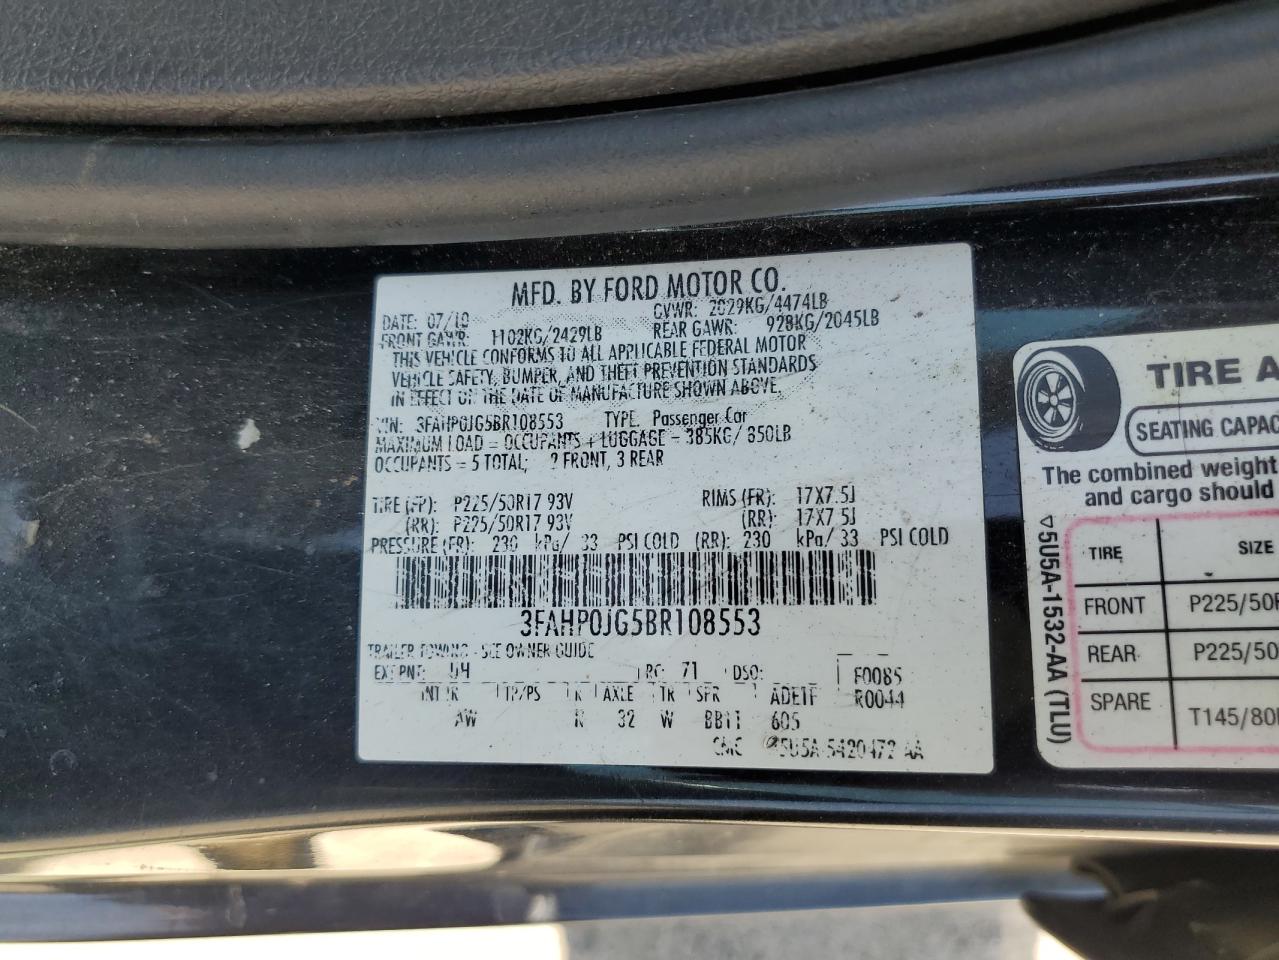 MFD. BY FORD MOTOR CO.
DATE: 07/10 GVWR: 2029KG/4474LB
FRONT GAWR: 1102KG/2429LB REAR GAWR: 928KG/2045LB
THIS VEHICLE CONFORMS TO ALL APPLICABLE FEDERAL MOTOR
VEHICLE SAFETY, BUMPER, AND THEFT PREVENTION STANDARDS
IN EFFECT ON THE DATE OF MANUFACTURE SHOWN ABOVE.
VIN: 3FAHP0JG5BR108553 TYPE: Passenger Car
MAXIMUM LOAD = OCCUPANTS + LUGGAGE = 385KG/ 850LB
OCCUPANTS = 5 TOTAL; 2 FRONT, 3 REAR
TIRE (FR): P225/50R17 93V RIMS (FR): 17X7.5J
(RR): P225/50R17 93V (RR): 17X7.5J
PRESSURE (FR): 230 kPa/ 33 PSI COLD (RR): 230 kPa/ 33 PSI COLD
3FAHP0JG5BR108553
TRAILER TOWING - SEE OWNER GUIDE
EXT PNT: UH RC: 71 DSO: F0085
INT TR TP/PS R AXLE TR SPR ADE1F R0044
AW 32 W BB11 605
5U5A 5420472 AA
TIRE A
SEATING CAPAC
The combined weight
and cargo should
TIRE SIZE
FRONT P225/50R
REAR P225/50
SPARE T145/80
5U5A-1532-AA (TLU)